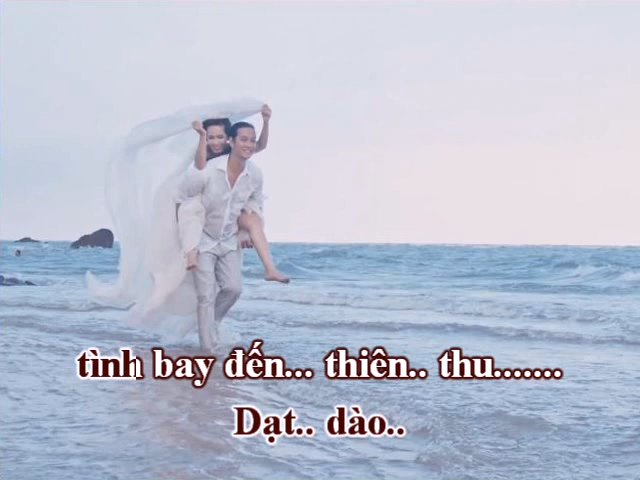 tình bay đến... thiên.. thu.......
Dạt.. dào..